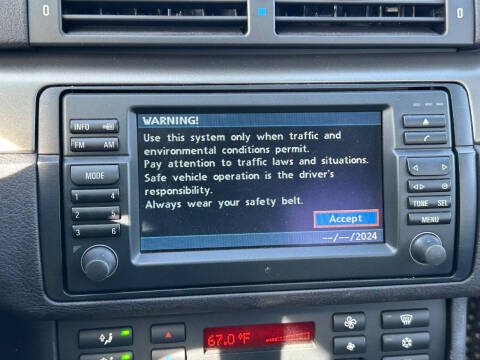 0
0
INFO
FM AM
MODE
1 4
2 5
3 6
WARNING!
Use this system only when traffic and
environmental conditions permit.
Pay attention to traffic laws and situations.
Safe vehicle operation is the driver's
responsibility.
Always wear your safety belt.
Accept
--/--/2024
TONE SEL
MENU
67.0 °F